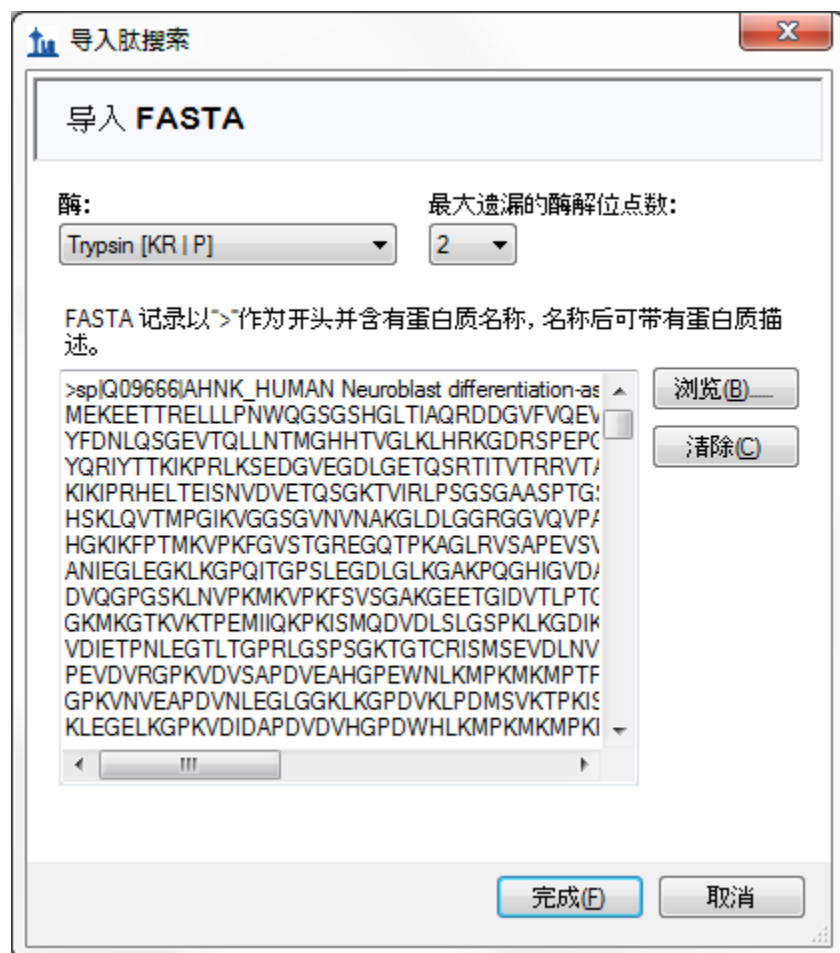 导入肽搜索
导入 FASTA
酶:
最大遗漏的酶解位点数:
Trypsin [KR | P]
2
FASTA 记录以">"作为开头并含有蛋白质名称, 名称后可带有蛋白质描
述。
>sp|Q09666|AHNK_HUMAN Neuroblast differentiation-as
浏览(B)......
MEKEETTRELLLPNWQGSGSHGLTIAQRDDGVFVQEV
YFDNLQSGEVTQLLNTMGHHTVGLKLHRKGDRSPEPG
清除(C)
YQRIYTTKIKPRLKSEDGVEGDLGETQSRTITVTRRVTA
KIKIPRHELTEISNVDVETQSGKTVIRLPSGSGAASPTG
HSKLQVTMPGIKVGGSGVNVNAKGLDLGGRGGVQVPA
HGKIKFPTMKVPKFGVSTGREGQTPKAGLRVSAPEVSV
ANIEGLEGKLKGPQITGPSLEGDLGLKGAKPQGHIGVDA
DVQGPGSKLNVPKMKVPKFSVSGAKGEETGIDVTLPTG
GKMKGTKVKTPEMIIQKPKISMQDVDLSLGSPKLKGDIK
VDIETPNLEGTLTGPRLGSPSGKTGTCRISMSEVDLNV
PEVDVRGPKVDVSAPDVEAHGPEWNLKMPKMKMPTF
GPKVNVEAPDVNLEGLGGKLKGPDVKLPDMSVKTPKIS
KLEGELKGPKVDIDAPDVDVHGPDWHLKMPKMKMPK
完成(F)
取消